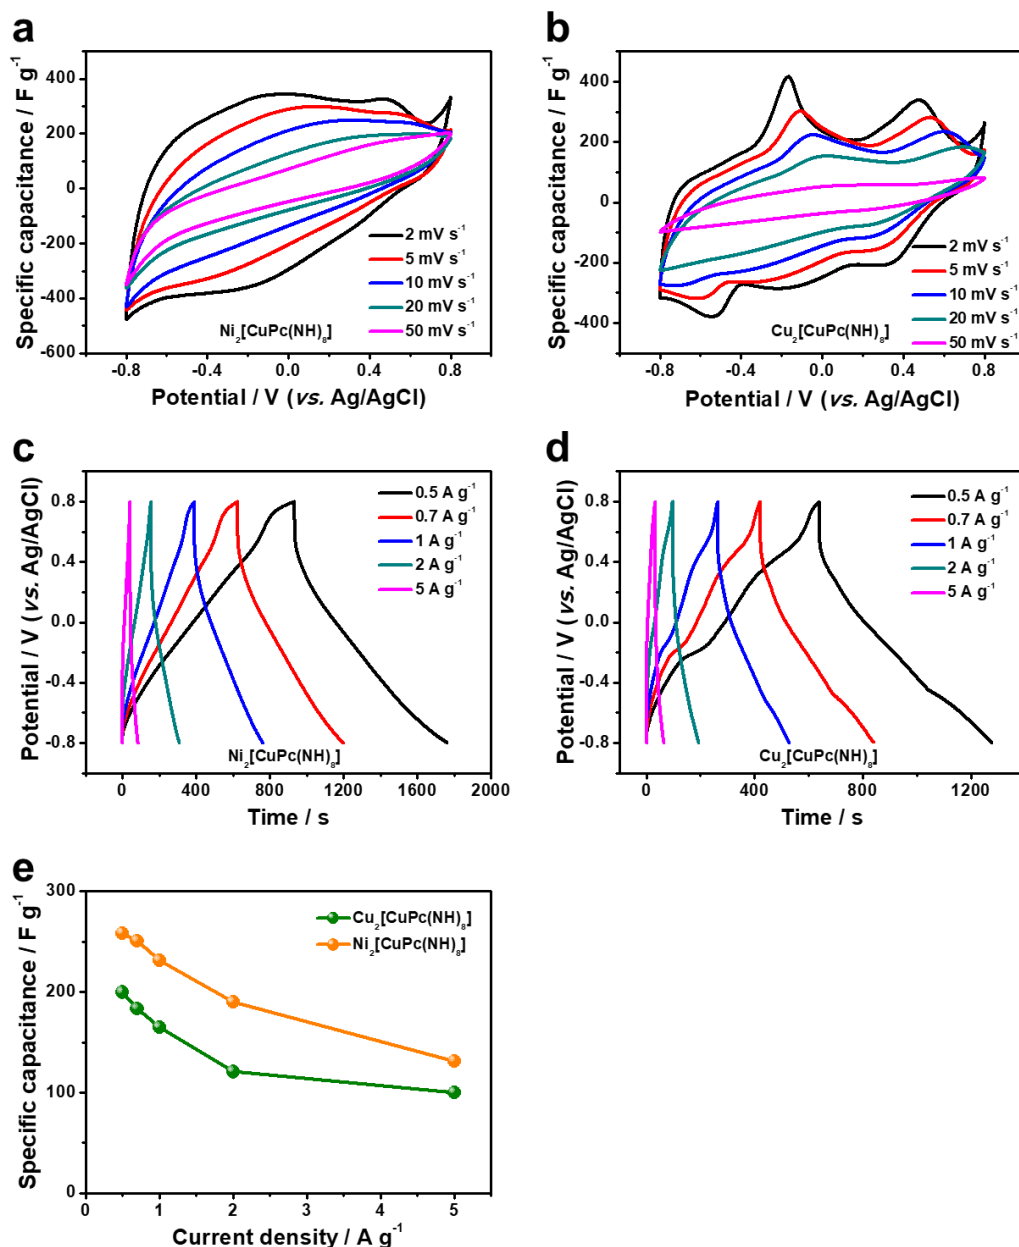 a
Specific capacitance / F g⁻¹
400
200
0
-200
-400
-600
-0.8
-0.4
0.0
0.4
0.8
2 mV s⁻¹
5 mV s⁻¹
10 mV s⁻¹
20 mV s⁻¹
50 mV s⁻¹
Ni₂[CuPc(NH)₈]
Potential / V (vs. Ag/AgCl)
b
Specific capacitance / F g⁻¹
400
200
0
-200
-400
-0.8
-0.4
0.0
0.4
0.8
2 mV s⁻¹
5 mV s⁻¹
10 mV s⁻¹
20 mV s⁻¹
50 mV s⁻¹
Cu₂[CuPc(NH)₈]
Potential / V (vs. Ag/AgCl)
c
Potential / V (vs. Ag/AgCl)
0.8
0.4
0.0
-0.4
-0.8
0
400
800
1200
1600
2000
0.5 A g⁻¹
0.7 A g⁻¹
1 A g⁻¹
2 A g⁻¹
5 A g⁻¹
Ni₂[CuPc(NH)₈]
Time / s
d
Potential / V (vs. Ag/AgCl)
0.8
0.4
0.0
-0.4
-0.8
0
400
800
1200
0.5 A g⁻¹
0.7 A g⁻¹
1 A g⁻¹
2 A g⁻¹
5 A g⁻¹
Cu₂[CuPc(NH)₈]
Time / s
e
Specific capacitance / F g⁻¹
300
200
100
0
0
1
2
3
4
5
Cu₂[CuPc(NH)₈]
Ni₂[CuPc(NH)₈]
Current density / A g⁻¹